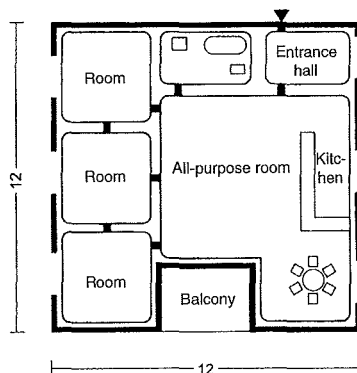 Entrance
hall
Room
12
Room
All-purpose room
Kitc-
hen
Room
Balcony
12